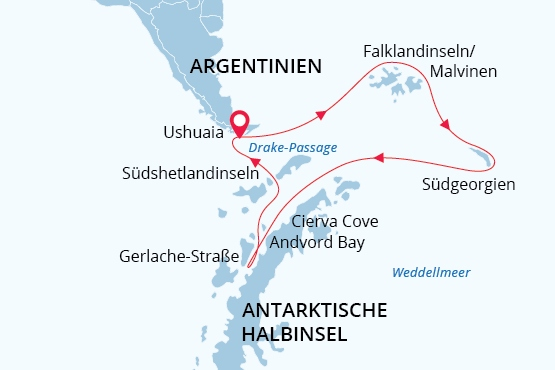 Falklandinseln/
Malvinen
ARGENTINIEN
Ushuaia
Drake-Passage
Südshetlandinseln
Südgeorgien
Cierva Cove
Andvord Bay
Gerlache-Straße
Weddellmeer
ANTARKTISCHE
HALBINSEL